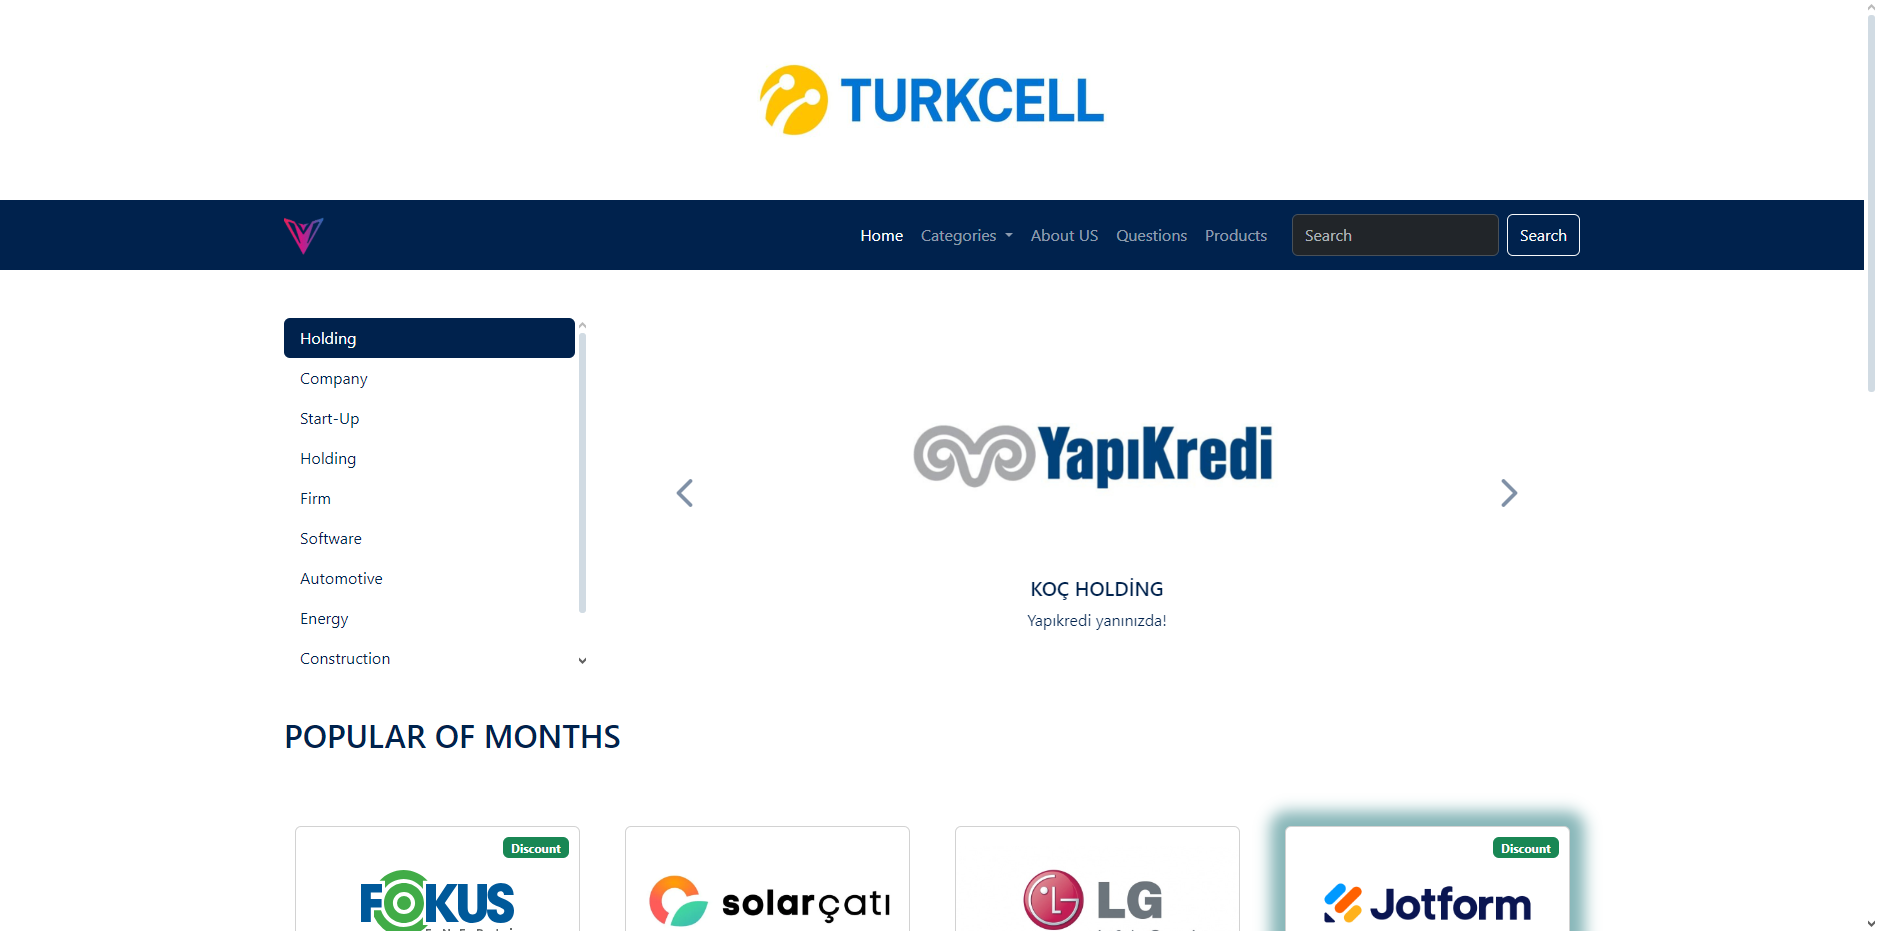 TURKCELL
Home Categories About US Questions Products Search Search
Holding
Company
Start-Up
Holding
Firm
Software
Automotive
Energy
Construction
YapıKredi
KOÇ HOLDİNG
Yapıkredi yanınızda!
POPULAR OF MONTHS
Discount
FOKUS
solarçatı
LG
Discount
Jotform